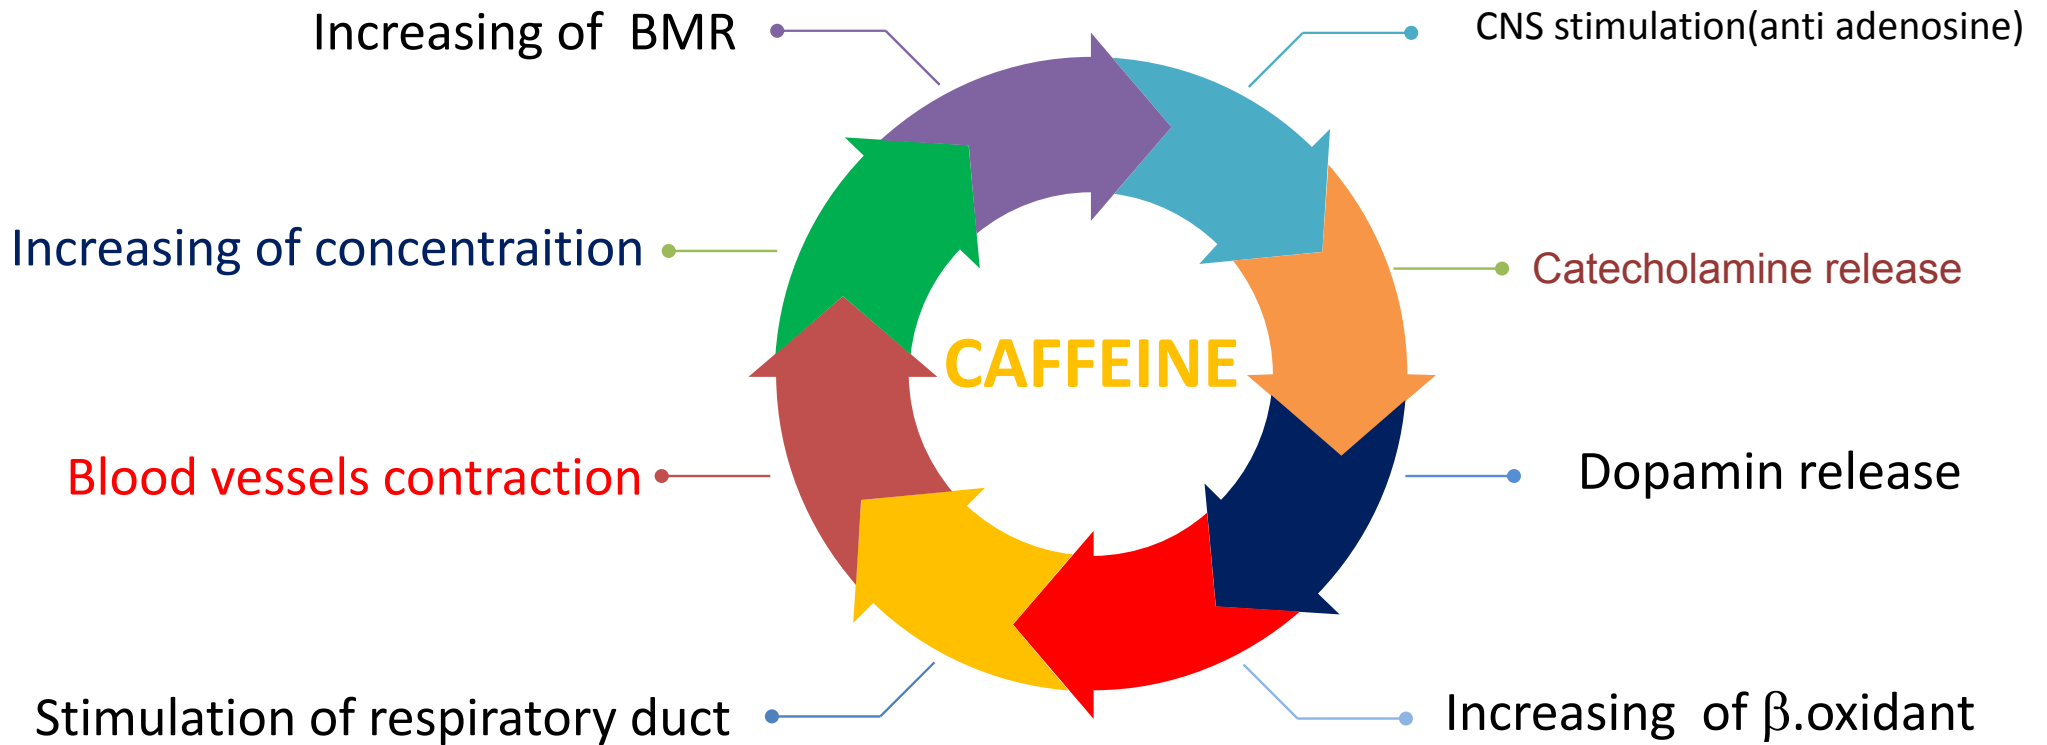 Increasing of BMR
CNS stimulation(anti adenosine)
Increasing of concentraition
Catecholamine release
CAFFEINE
Blood vessels contraction
Dopamin release
Stimulation of respiratory duct
Increasing of β.oxidant